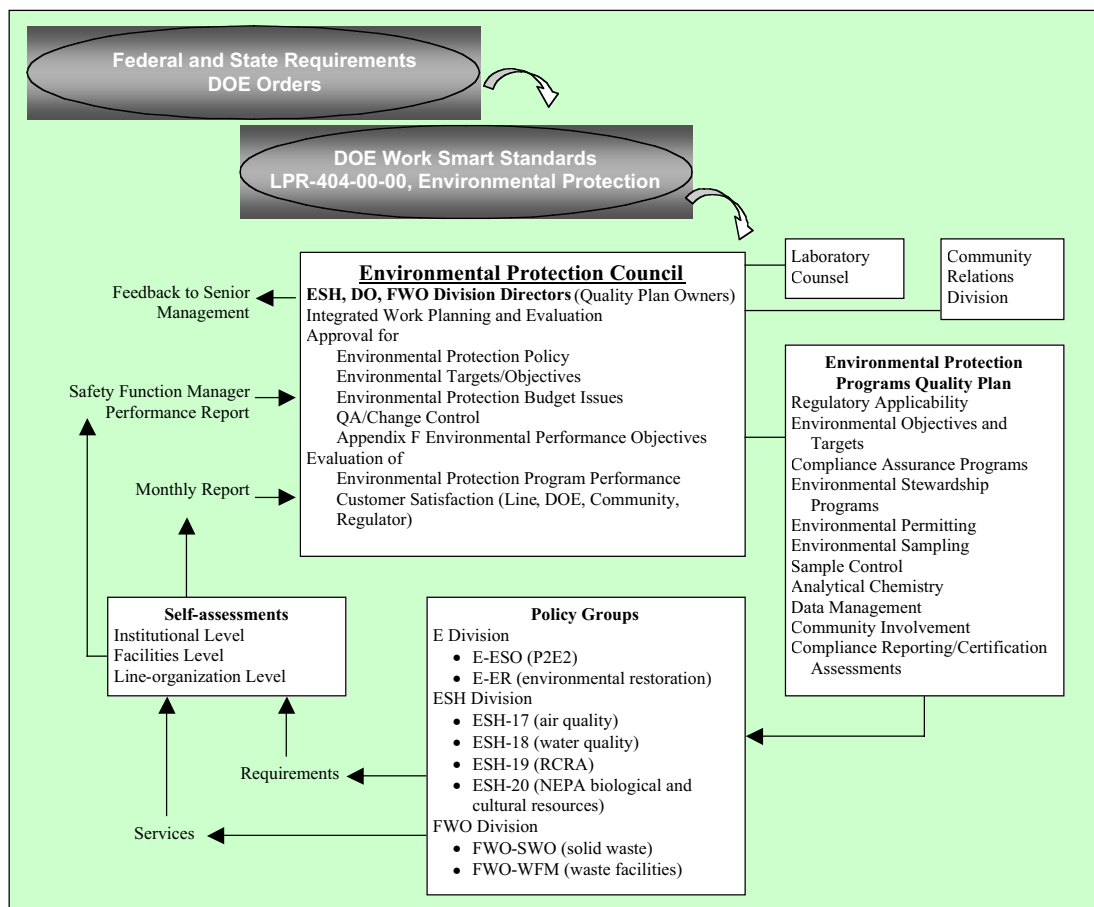 Federal and State Requirements
DOE Orders
DOE Work Smart Standards
LPR-404-00-00, Environmental Protection
Environmental Protection Council
ESH, DO, FWO Division Directors (Quality Plan Owners)
Integrated Work Planning and Evaluation
Approval for
Environmental Protection Policy
Environmental Targets/Objectives
Environmental Protection Budget Issues
QA/Change Control
Appendix F Environmental Performance Objectives
Evaluation of
Environmental Protection Program Performance
Customer Satisfaction (Line, DOE, Community,
Regulator)
Laboratory
Counsel
Community
Relations
Division
Feedback to Senior
Management
Safety Function Manager
Performance Report
Monthly Report
Environmental Protection
Programs Quality Plan
Regulatory Applicability
Environmental Objectives and
Targets
Compliance Assurance Programs
Environmental Stewardship
Programs
Environmental Permitting
Environmental Sampling
Sample Control
Analytical Chemistry
Data Management
Community Involvement
Compliance Reporting/Certification
Assessments
Self-assessments
Institutional Level
Facilities Level
Line-organization Level
Policy Groups
E Division
• E-ESO (P2E2)
• E-ER (environmental restoration)
ESH Division
• ESH-17 (air quality)
• ESH-18 (water quality)
• ESH-19 (RCRA)
• ESH-20 (NEPA biological and
cultural resources)
FWO Division
• FWO-SWO (solid waste)
• FWO-WFM (waste facilities)
Requirements
Services